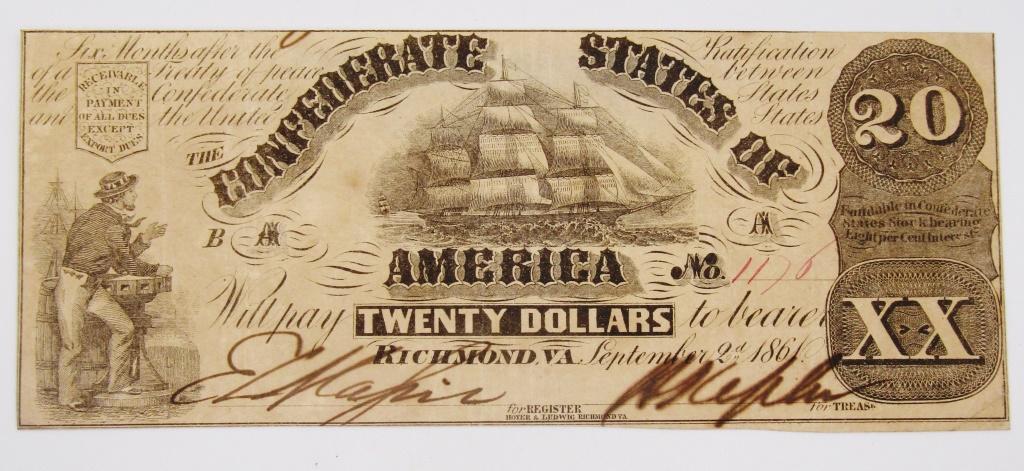 Six Months after the Ratification
of a Treaty of peace between
the Confederate States
and the United States
RECEIVABLE
IN
PAYMENT
OF ALL DUES
EXCEPT
EXPORT DUES
THE CONFEDERATE STATES OF
AMERICA
20
Fundable in Confederate
States Stock bearing
Eight per Cent Interest
B A A
No. 1176
Will pay TWENTY DOLLARS to bearer
XX
RICHMOND, VA September 2d 1861
for REGISTER
for TREASR
HOYER & LUDWIG RICHMOND VA